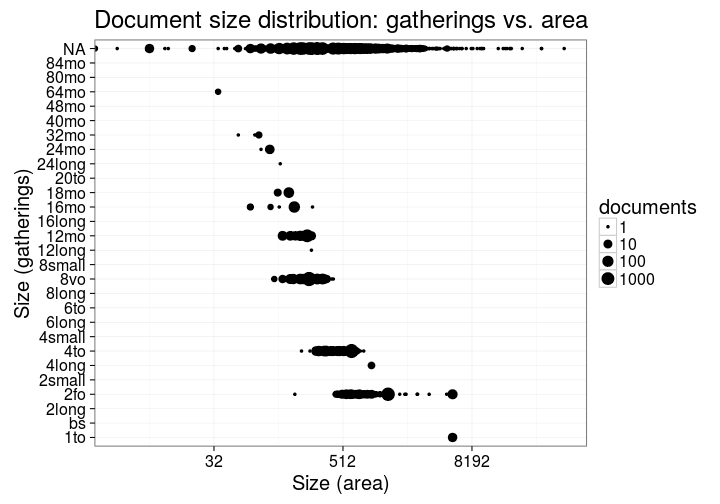 Document size distribution: gatherings vs. area
Size (gatherings)
NA
84mo
80mo
64mo
48mo
40mo
32mo
24mo
24long
20to
18mo
16mo
16long
12mo
12long
8small
8vo
8long
6to
6long
4small
4to
4long
2small
2fo
2long
bs
1to
32
512
8192
Size (area)
documents
1
10
100
1000